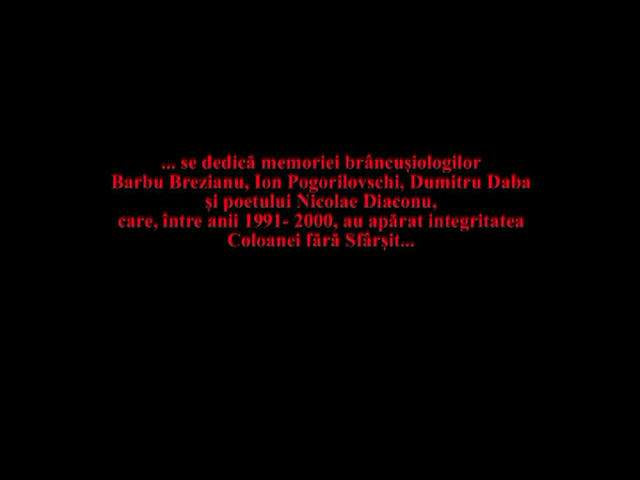 ... se dedică memoriei brâncușiologilor
Barbu Brezianu, Ion Pogorilovschi, Dumitru Daba
și poetului Nicolae Diaconu,
care, între anii 1991- 2000, au apărat integritatea
Coloanei fără Sfârșit...